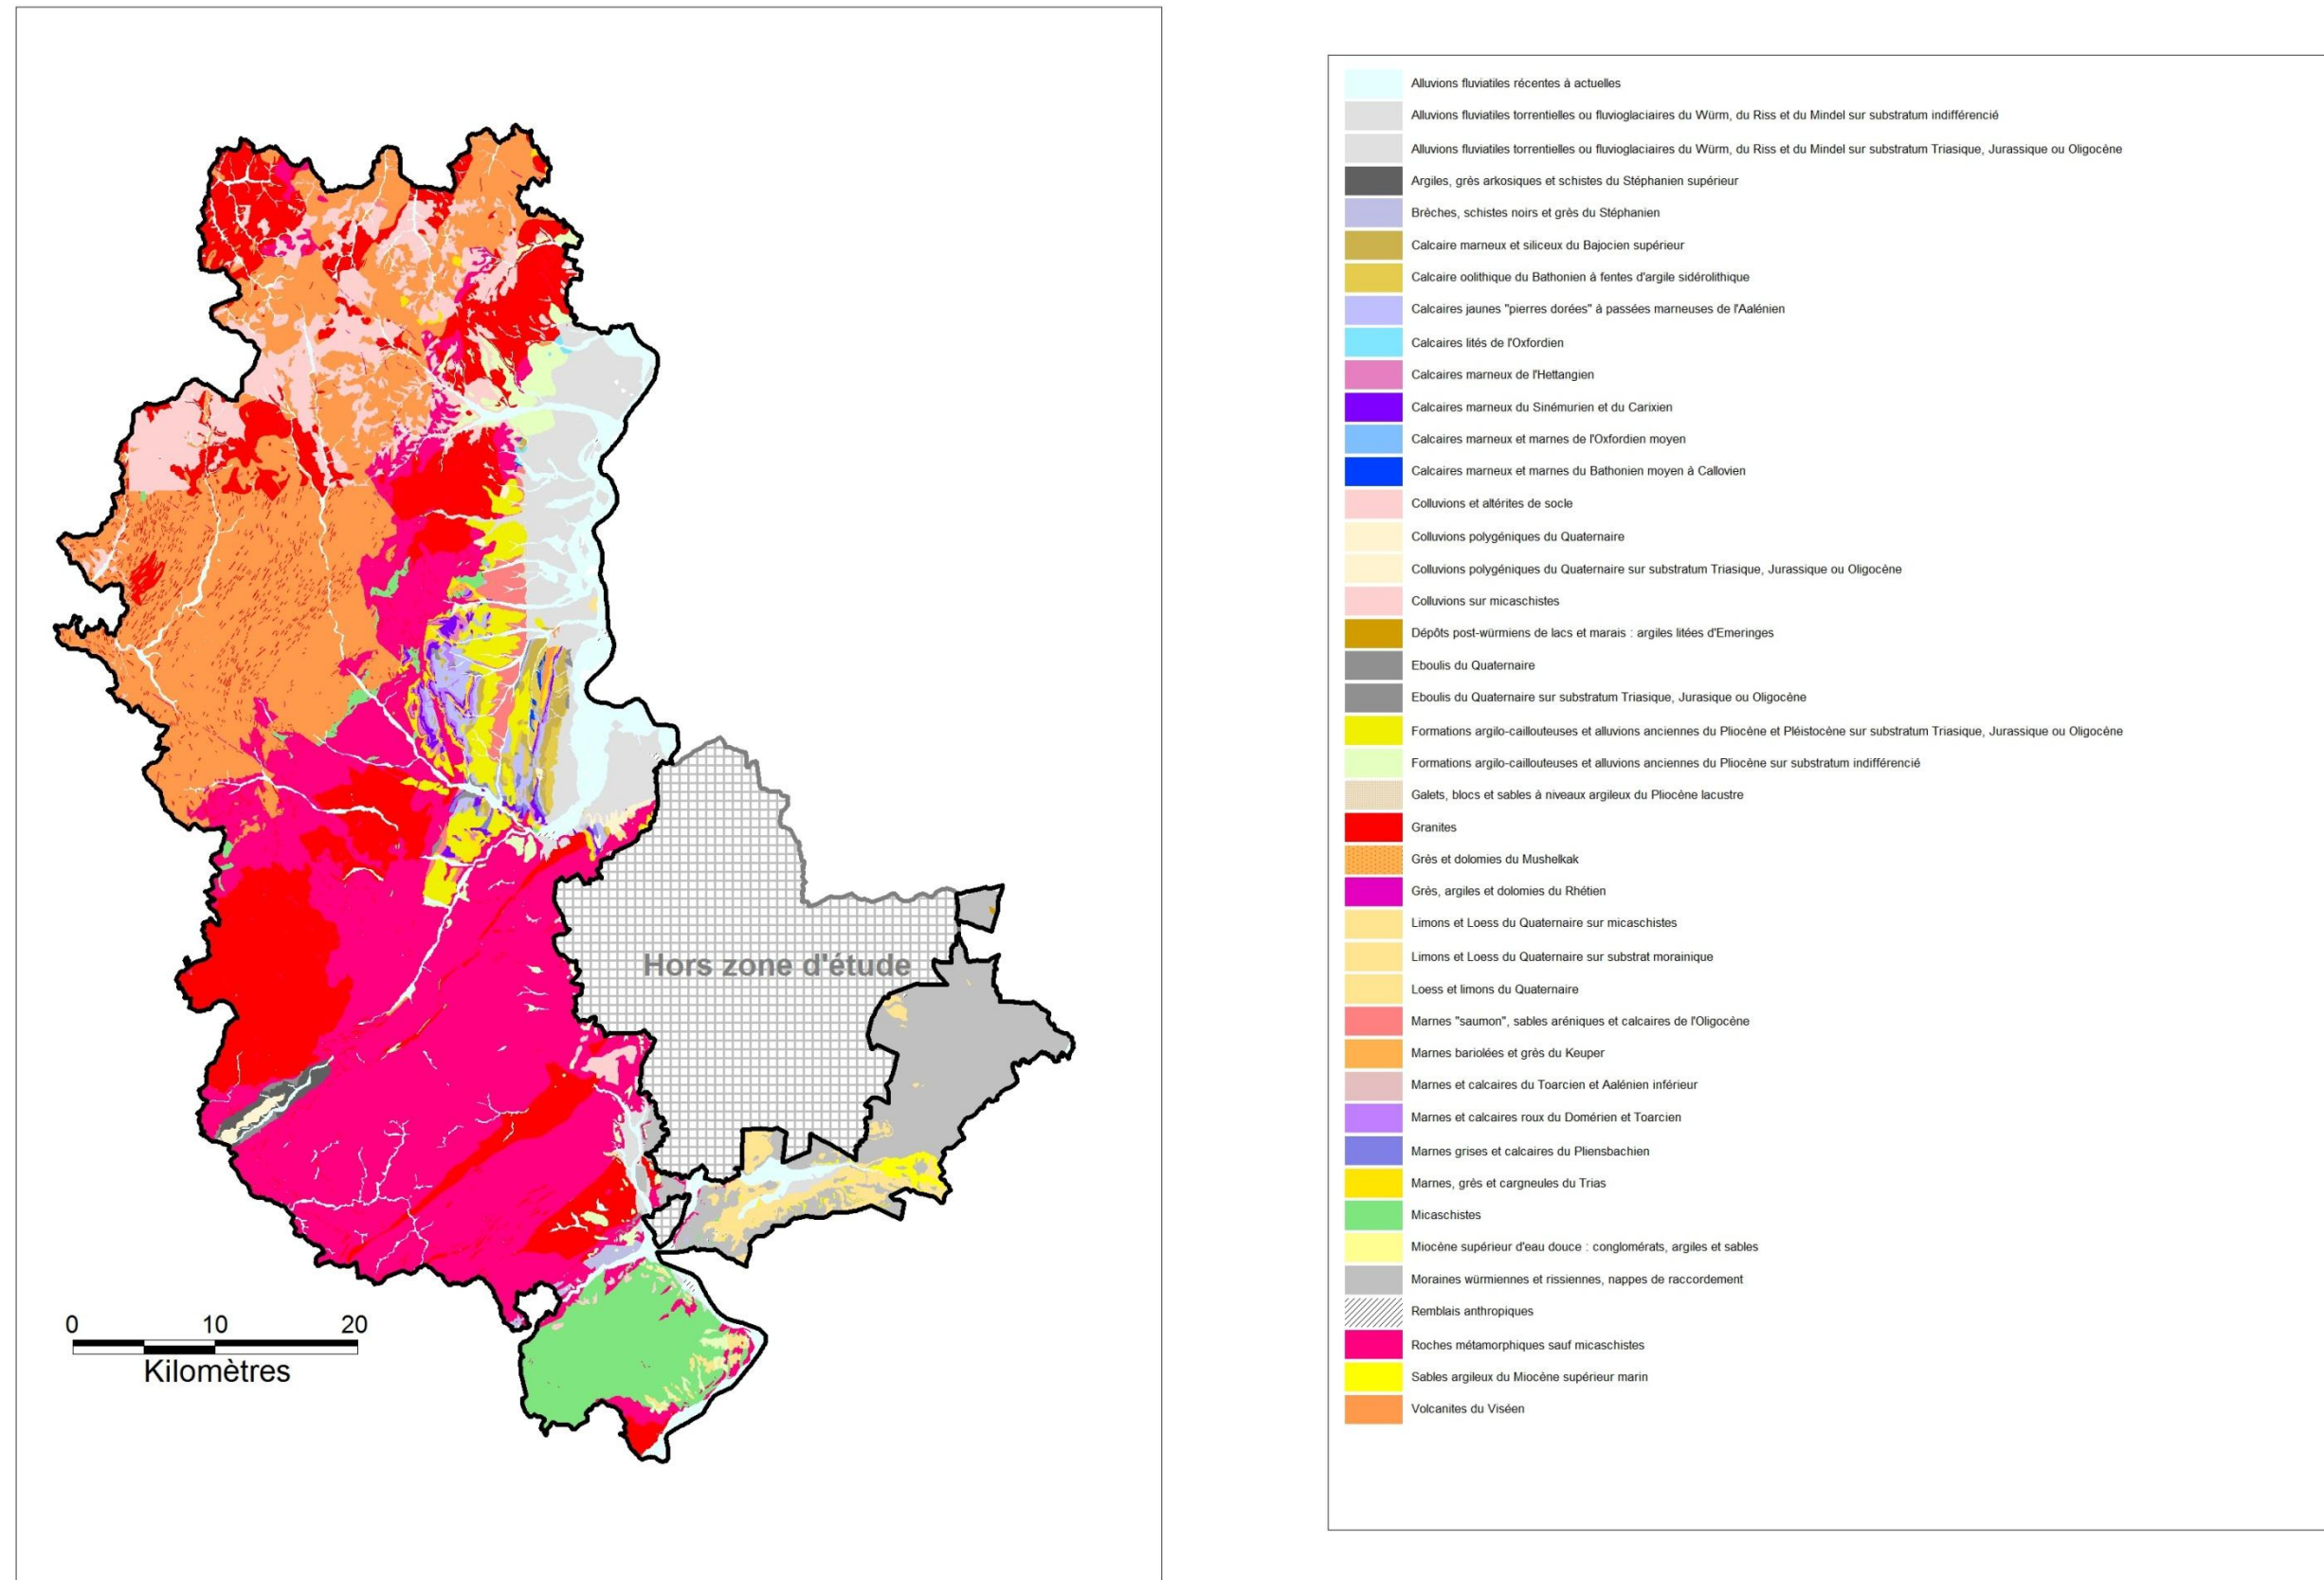 Hors zone d'étude
0 10 20
Kilomètres
Alluvions fluviatiles récentes à actuelles
Alluvions fluviatiles torrentielles ou fluvioglaciaires du Würm, du Riss et du Mindel sur substratum indifférencié
Alluvions fluviatiles torrentielles ou fluvioglaciaires du Würm, du Riss et du Mindel sur substratum Triasique, Jurassique ou Oligocène
Argiles, grès arkosiques et schistes du Stéphanien supérieur
Brèches, schistes noirs et grès du Stéphanien
Calcaire marneux et siliceux du Bajocien supérieur
Calcaire oolithique du Bathonien à fentes d'argile sidérolithique
Calcaires jaunes "pierres dorées" à passées marneuses de l'Aalénien
Calcaires lités de l'Oxfordien
Calcaires marneux de l'Hettangien
Calcaires marneux du Sinémurien et du Carixien
Calcaires marneux et marnes de l'Oxfordien moyen
Calcaires marneux et marnes du Bathonien moyen à Callovien
Colluvions et altérites de socle
Colluvions polygéniques du Quaternaire
Colluvions polygéniques du Quaternaire sur substratum Triasique, Jurassique ou Oligocène
Colluvions sur micaschistes
Dépôts post-würmiens de lacs et marais : argiles litées d'Emeringes
Eboulis du Quaternaire
Eboulis du Quaternaire sur substratum Triasique, Jurasique ou Oligocène
Formations argilo-caillouteuses et alluvions anciennes du Pliocène et Pléistocène sur substratum Triasique, Jurassique ou Oligocène
Formations argilo-caillouteuses et alluvions anciennes du Pliocène sur substratum indifférencié
Galets, blocs et sables à niveaux argileux du Pliocène lacustre
Granites
Grès et dolomies du Mushelkak
Grès, argiles et dolomies du Rhétien
Limons et Loess du Quaternaire sur micaschistes
Limons et Loess du Quaternaire sur substrat morainique
Loess et limons du Quaternaire
Marnes "saumon", sables aréniques et calcaires de l'Oligocène
Marnes bariolées et grès du Keuper
Marnes et calcaires du Toarcien et Aalénien inférieur
Marnes et calcaires roux du Domérien et Toarcien
Marnes grises et calcaires du Pliensbachien
Marnes, grès et cargneules du Trias
Micaschistes
Miocène supérieur d'eau douce : conglomérats, argiles et sables
Moraines würmiennes et rissiennes, nappes de raccordement
Remblais anthropiques
Roches métamorphiques sauf micaschistes
Sables argileux du Miocène supérieur marin
Volcanites du Viséen